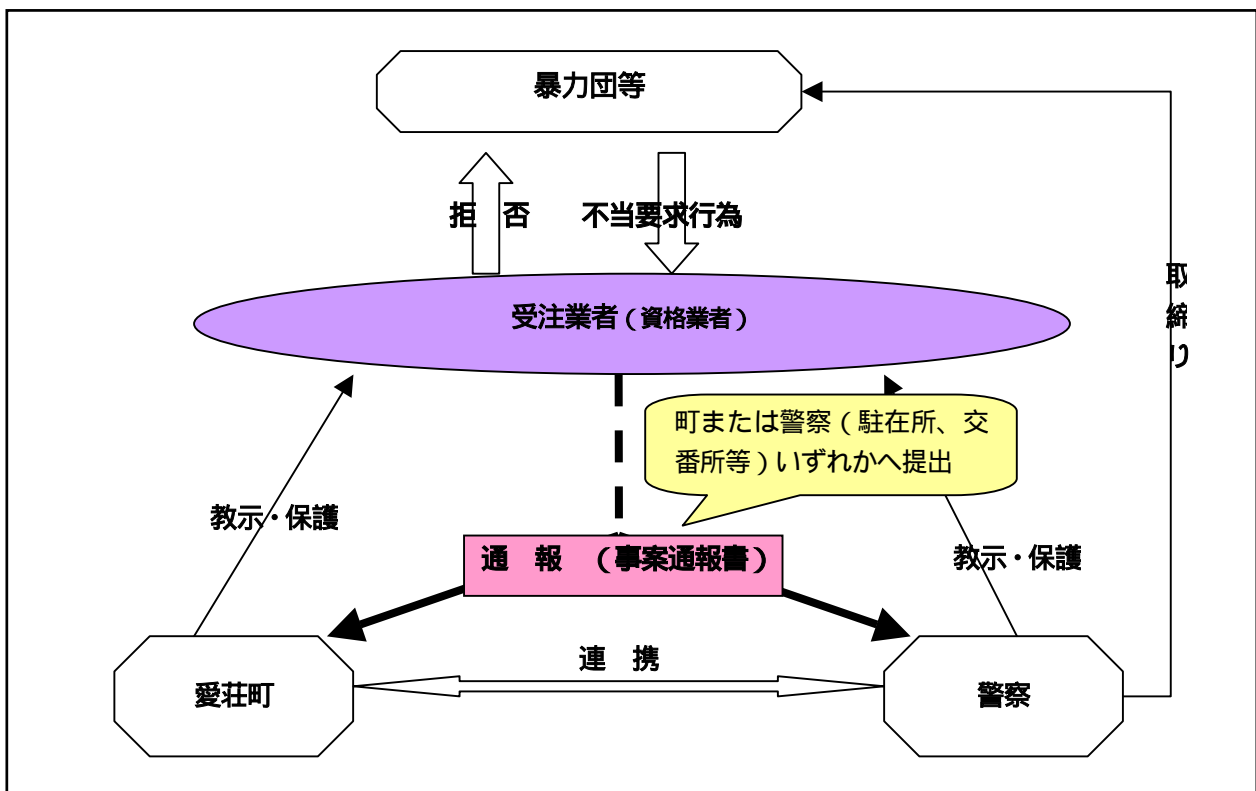 暴力団等
拒　否
不当要求行為
受注業者（資格業者）
取締り
町または警察（駐在所、交
番所等）いずれかへ提出
教示・保護
通　報　（事案通報書）
教示・保護
連　携
愛荘町
警察